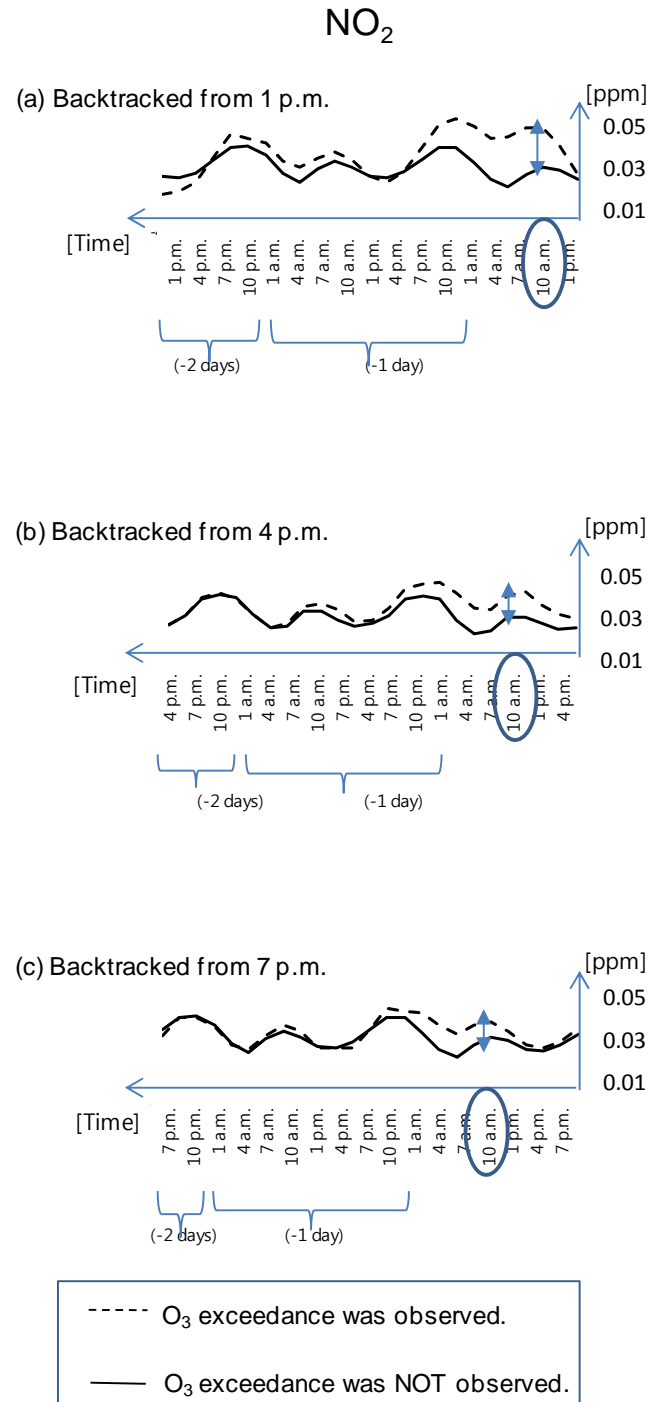 NO₂
(a) Backtracked from 1 p.m.
[ppm]
0.05
0.03
0.01
[Time]
1 p.m. 4 p.m. 7 p.m. 10 p.m. 1 a.m. 4 a.m. 7 a.m. 10 a.m. 1 p.m. 4 p.m. 7 p.m. 10 p.m. 1 a.m. 4 a.m. 7 a.m. 10 a.m. 1 p.m.
(-2 days) (-1 day)
(b) Backtracked from 4 p.m.
[ppm]
0.05
0.03
0.01
[Time]
4 p.m. 7 p.m. 10 p.m. 1 a.m. 4 a.m. 7 a.m. 10 a.m. 7 p.m. 4 p.m. 7 p.m. 10 p.m. 1 a.m. 4 a.m. 7 a.m. 10 a.m. 1 p.m. 4 p.m.
(-2 days) (-1 day)
(c) Backtracked from 7 p.m.
[ppm]
0.05
0.03
0.01
[Time]
7 p.m. 10 p.m. 1 a.m. 4 a.m. 7 a.m. 10 a.m. 1 p.m. 4 p.m. 7 p.m. 10 p.m. 1 a.m. 4 a.m. 7 a.m. 10 a.m. 1 p.m. 4 p.m. 7 p.m.
(-2 days) (-1 day)
O₃ exceedance was observed.
O₃ exceedance was NOT observed.